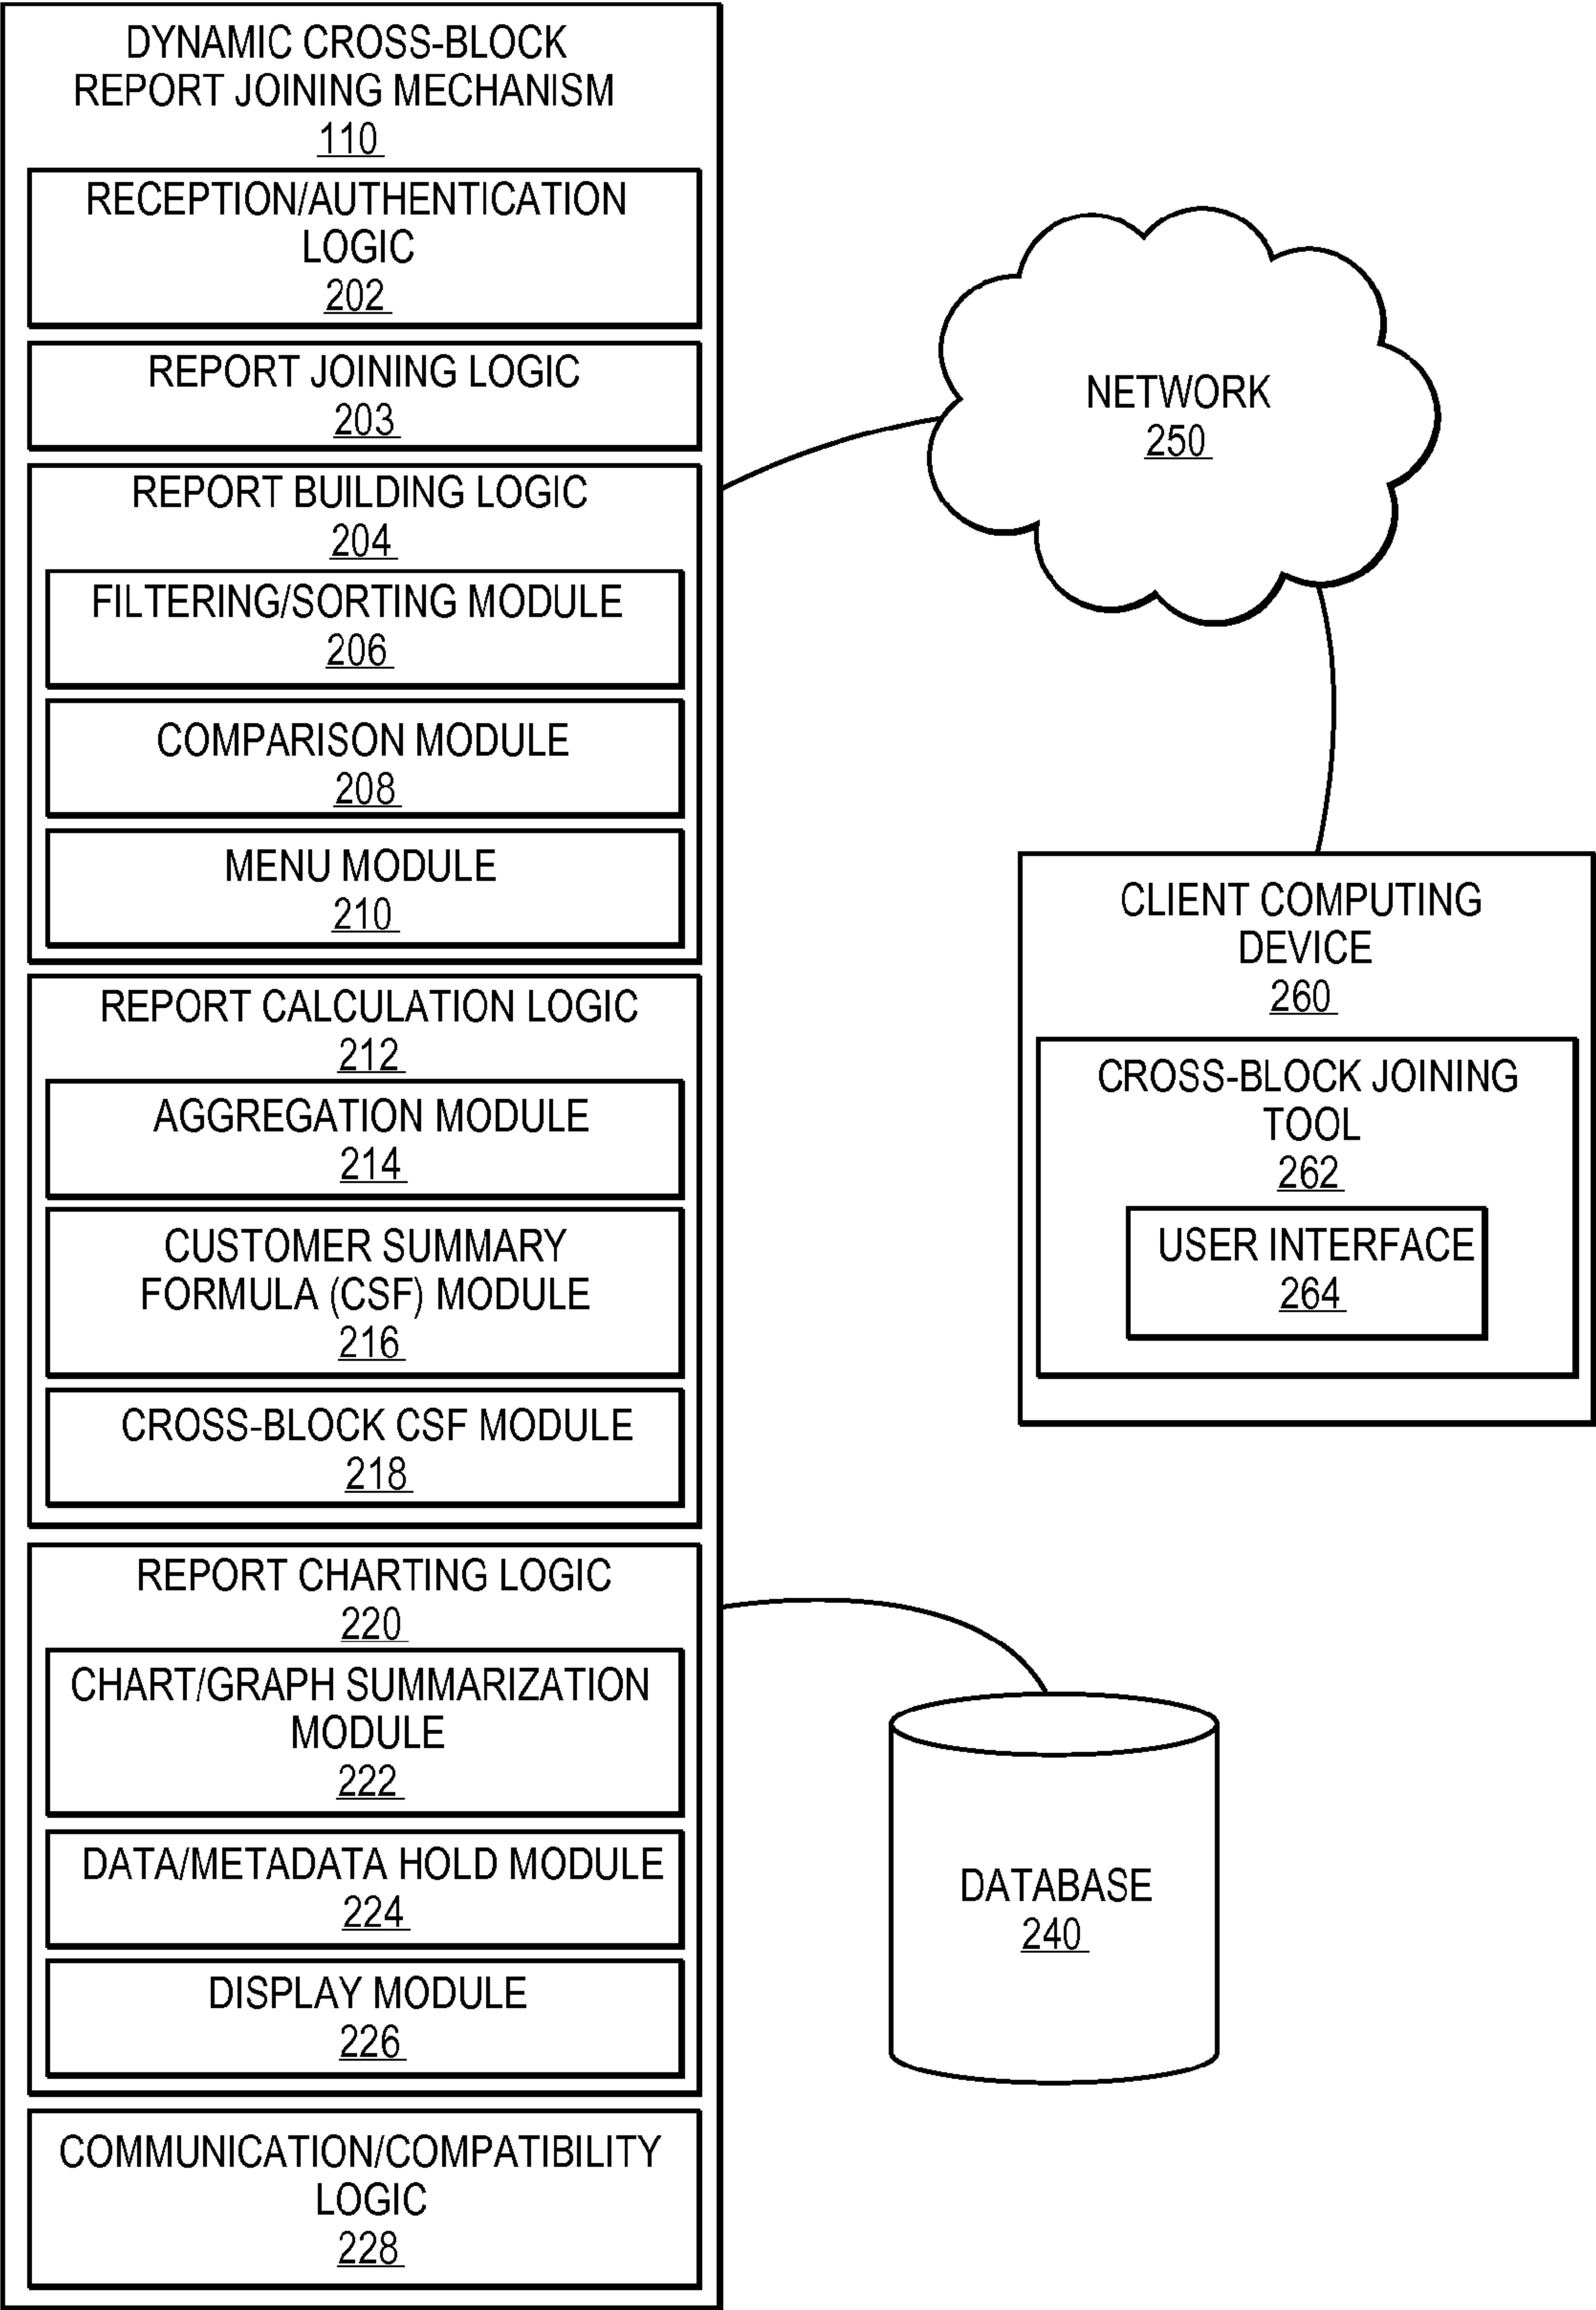 DYNAMIC CROSS-BLOCK
REPORT JOINING MECHANISM
110
RECEPTION/AUTHENTICATION
LOGIC
202
REPORT JOINING LOGIC
203
REPORT BUILDING LOGIC
204
FILTERING/SORTING MODULE
206
COMPARISON MODULE
208
MENU MODULE
210
REPORT CALCULATION LOGIC
212
AGGREGATION MODULE
214
CUSTOMER SUMMARY
FORMULA (CSF) MODULE
216
CROSS-BLOCK CSF MODULE
218
REPORT CHARTING LOGIC
220
CHART/GRAPH SUMMARIZATION
MODULE
222
DATA/METADATA HOLD MODULE
224
DISPLAY MODULE
226
COMMUNICATION/COMPATIBILITY
LOGIC
228
NETWORK
250
CLIENT COMPUTING
DEVICE
260
CROSS-BLOCK JOINING
TOOL
262
USER INTERFACE
264
DATABASE
240